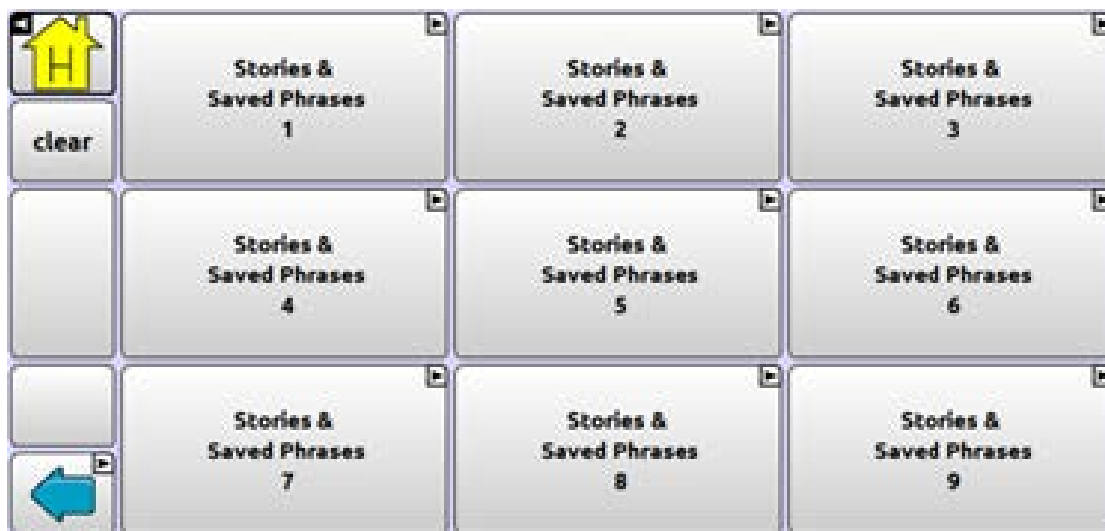 H
Stories &
Saved Phrases
1
Stories &
Saved Phrases
2
Stories &
Saved Phrases
3
clear
Stories &
Saved Phrases
4
Stories &
Saved Phrases
5
Stories &
Saved Phrases
6
Stories &
Saved Phrases
7
Stories &
Saved Phrases
8
Stories &
Saved Phrases
9